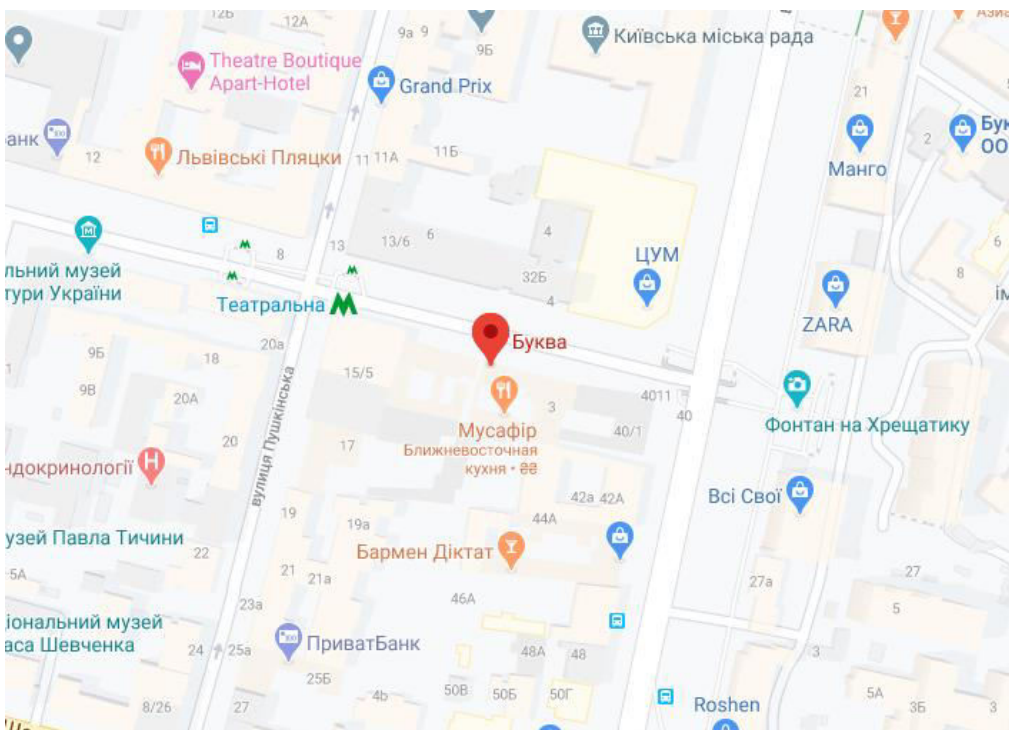 12Б
12А
9а 9
9Б
Київська міська рада
Азиа
Theatre Boutique
Apart-Hotel
Grand Prix
21
анк
12
Львівські Пляцки
11 11А
11Б
Манго
2
Бук
ОО
8
13
13/6
6
4
ЦУМ
6
льний музей
тури України
32Б
4
8
ім
Театральна
ZARA
20а
Буква
9Б
18
15/5
9В
20А
3
4011
40
Фонтан на Хрещатику
20
17
Мусафір
40/1
Ближневосточная
кухня • ₴₴
ндокринології
вулиця Пушкінська
42а 42А
Всі Свої
19
19а
44А
узей Павла Тичини
22
Бармен Діктат
5А
21
21а
27а
27
23а
46А
5
іональний музей
аса Шевченка
24
25а
ПриватБанк
48А
48
3
25Б
4b
50В
50Б
50Г
5А
3Б
3
8/26
27
Roshen